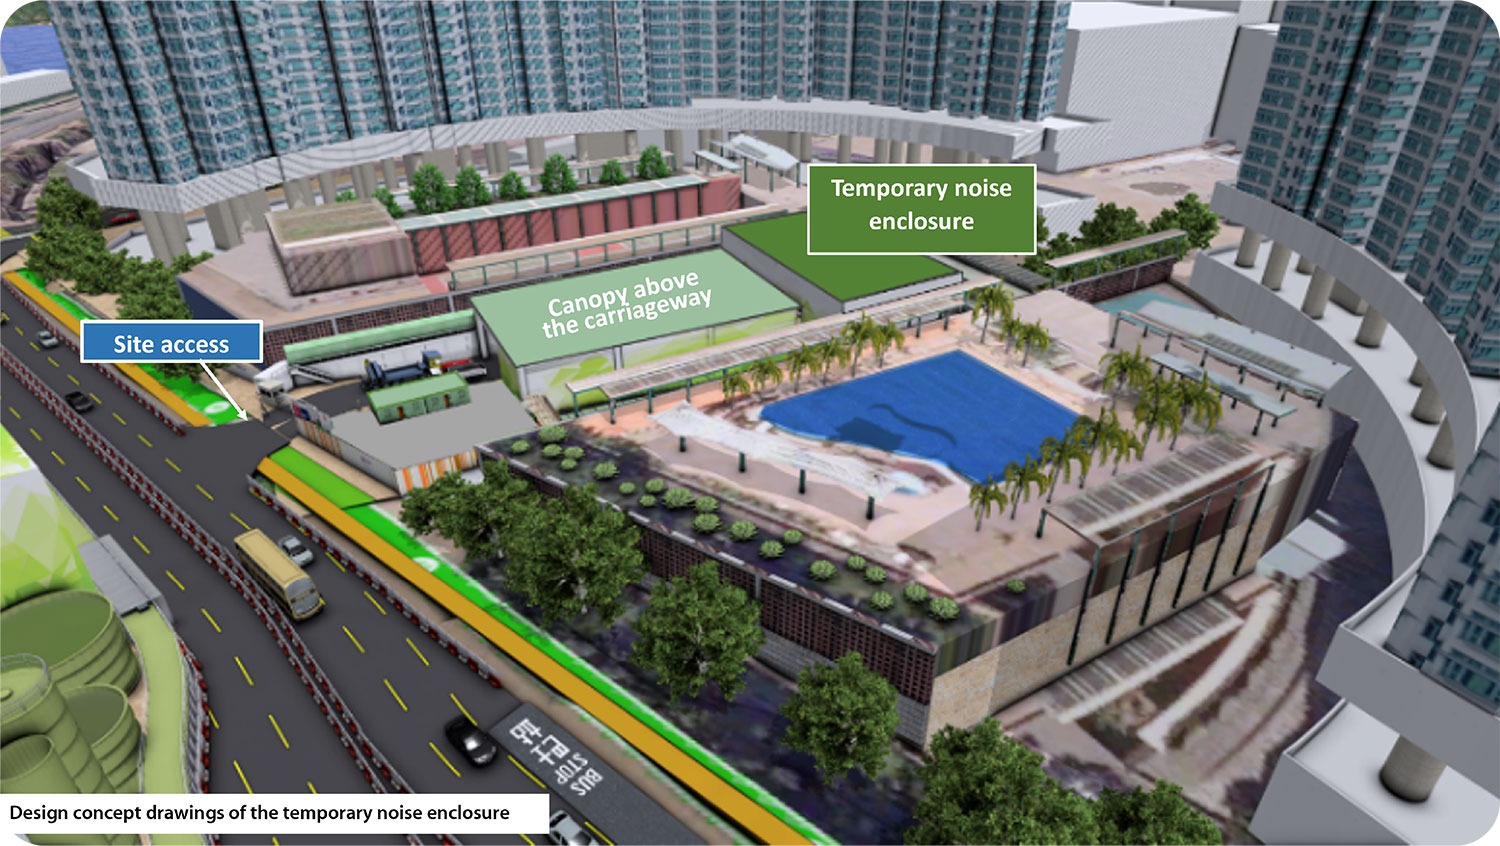 Temporary noise
enclosure
Canopy above
the carriageway
Site access
巴士站
BUS
STOP
Design concept drawings of the temporary noise enclosure